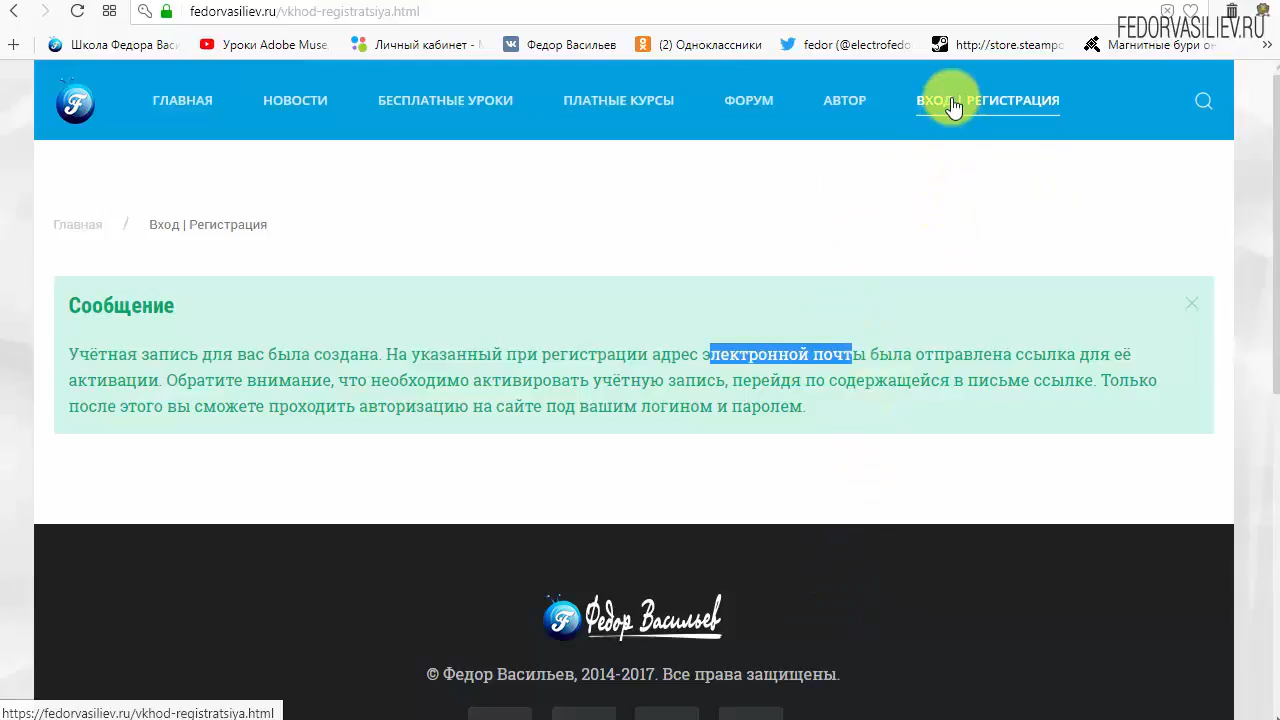 fedorvasiliev.ru/vkhod-registratsiya.html
FEDORVASILIEV.RU
Школа Федора Васи
Уроки Adobe Muse,
Личный кабинет -
Федор Васильев
(2) Одноклассники
fedor (@electrofedo
http://store.steampo
Магнитные бури он
ГЛАВНАЯ
НОВОСТИ
БЕСПЛАТНЫЕ УРОКИ
ПЛАТНЫЕ КУРСЫ
ФОРУМ
АВТОР
ВХОД | РЕГИСТРАЦИЯ
Главная / Вход | Регистрация
Сообщение
Учётная запись для вас была создана. На указанный при регистрации адрес электронной почты была отправлена ссылка для её
активации. Обратите внимание, что необходимо активировать учётную запись, перейдя по содержащейся в письме ссылке. Только
после этого вы сможете проходить авторизацию на сайте под вашим логином и паролем.
Федор Васильев
© Федор Васильев, 2014-2017. Все права защищены.
https://fedorvasiliev.ru/vkhod-registratsiya.html